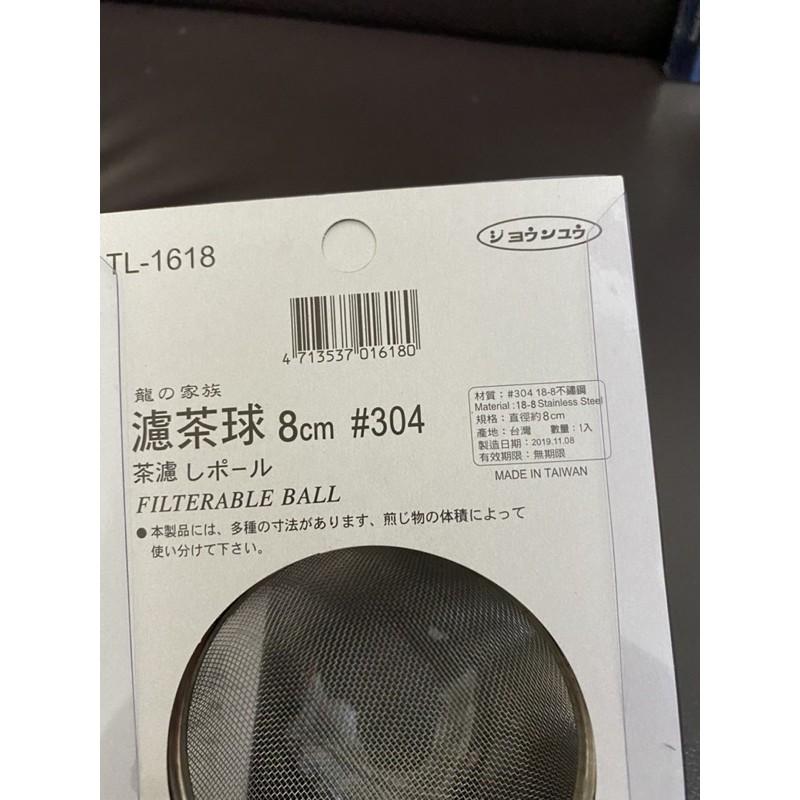 TL-1618
ショウンユウ
4 713537 016180
龍の家族
濾茶球 8cm #304
茶濾しポール
FILTERABLE BALL
●本製品には、多種の寸法があります、煎じ物の体積によって
使い分けて下さい。
材質：#304 18-8不鏽鋼
Material :18-8 Stainless Steel
規格：直徑約8cm
產地：台灣 數量：1入
製造日期：2019.11.08
有效期限：無期限
MADE IN TAIWAN